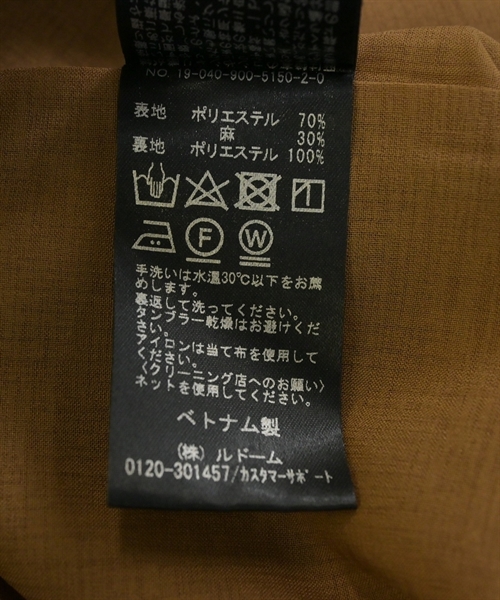 NO. 19-040-900-5150-2-0
表地 ポリエステル 70%
麻 30%
裏地 ポリエステル 100%
F W
手洗いは水温30℃以下をお薦
めします。
裏返して洗ってください。
タンブラー乾燥はお避けくだ
さい。
アイロンは当て布を使用して
ください。
〈クリーニング店へのお願い〉
ネットを使用してください。
ベトナム製
(株) ルドーム
0120-301457/カスタマーサポート